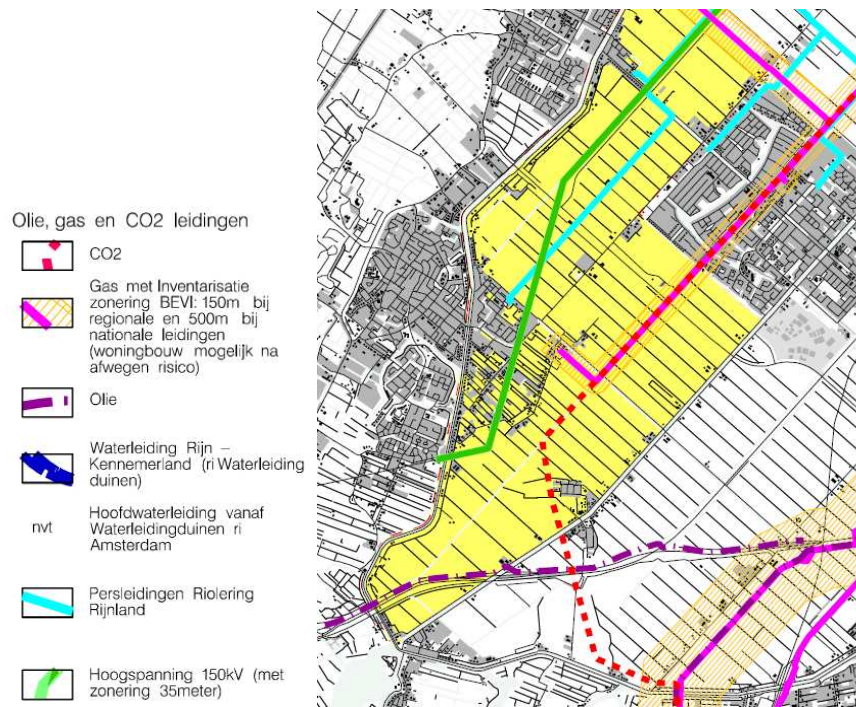 Olie, gas en CO2 leidingen
CO2
Gas met Inventarisatie
zonering BEVI: 150m bij
regionale en 500m bij
nationale leidingen
(woningbouw mogelijk na
afwegen risico)
Olie
Waterleiding Rijn –
Kennemerland (ri Waterleiding
duinen)
nvt
Hoofdwaterleiding vanaf
Waterleidingduinen ri
Amsterdam
Persleidingen Riolering
Rijnland
Hoogspanning 150kV (met
zonering 35meter)